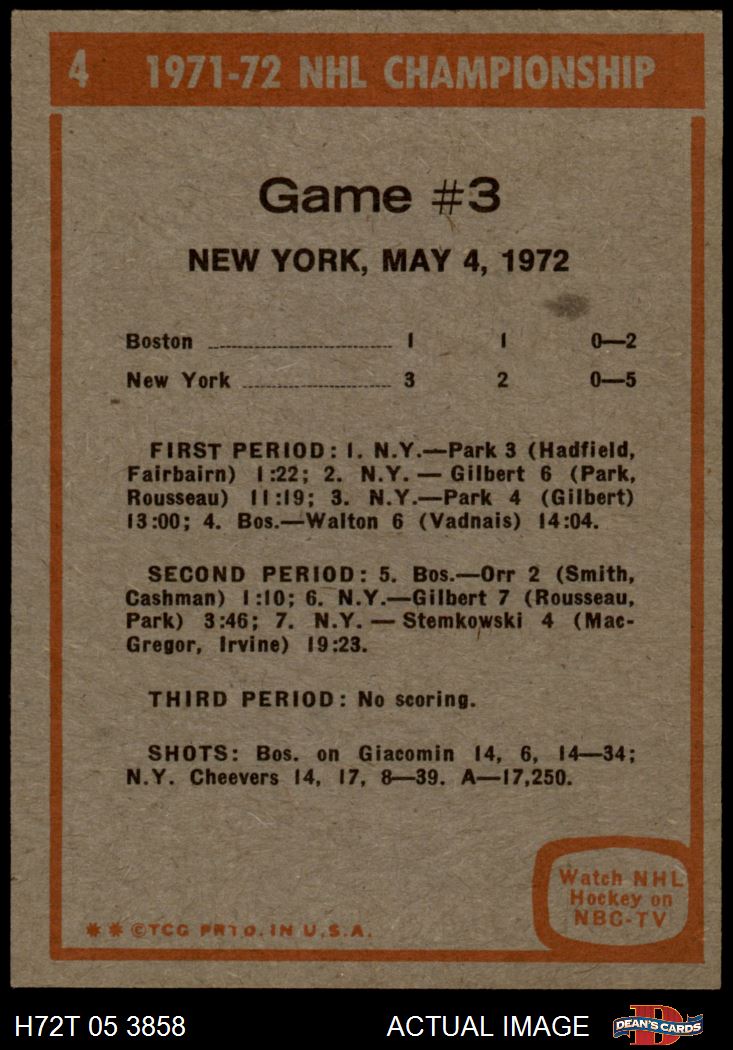 4 1971-72 NHL CHAMPIONSHIP
Game #3
NEW YORK, MAY 4, 1972
Boston ........................ 1 1 0—2
New York ........................ 3 2 0—5
FIRST PERIOD: 1. N.Y.—Park 3 (Hadfield,
Fairbairn) 1:22; 2. N.Y. — Gilbert 6 (Park,
Rousseau) 11:19; 3. N.Y.—Park 4 (Gilbert)
13:00; 4. Bos.—Walton 6 (Vadnais) 14:04.
SECOND PERIOD: 5. Bos.—Orr 2 (Smith,
Cashman) 1:10; 6. N.Y.—Gilbert 7 (Rousseau,
Park) 3:46; 7. N.Y. — Stemkowski 4 (Mac-
Gregor, Irvine) 19:23.
THIRD PERIOD: No scoring.
SHOTS: Bos. on Giacomin 14, 6, 14—34;
N.Y. Cheevers 14, 17, 8—39. A—17,250.
Watch NHL
Hockey on
NBC-TV
* * ©TCG PRTD. IN U.S.A.
H72T 05 3858 ACTUAL IMAGE DEAN'S CARDS